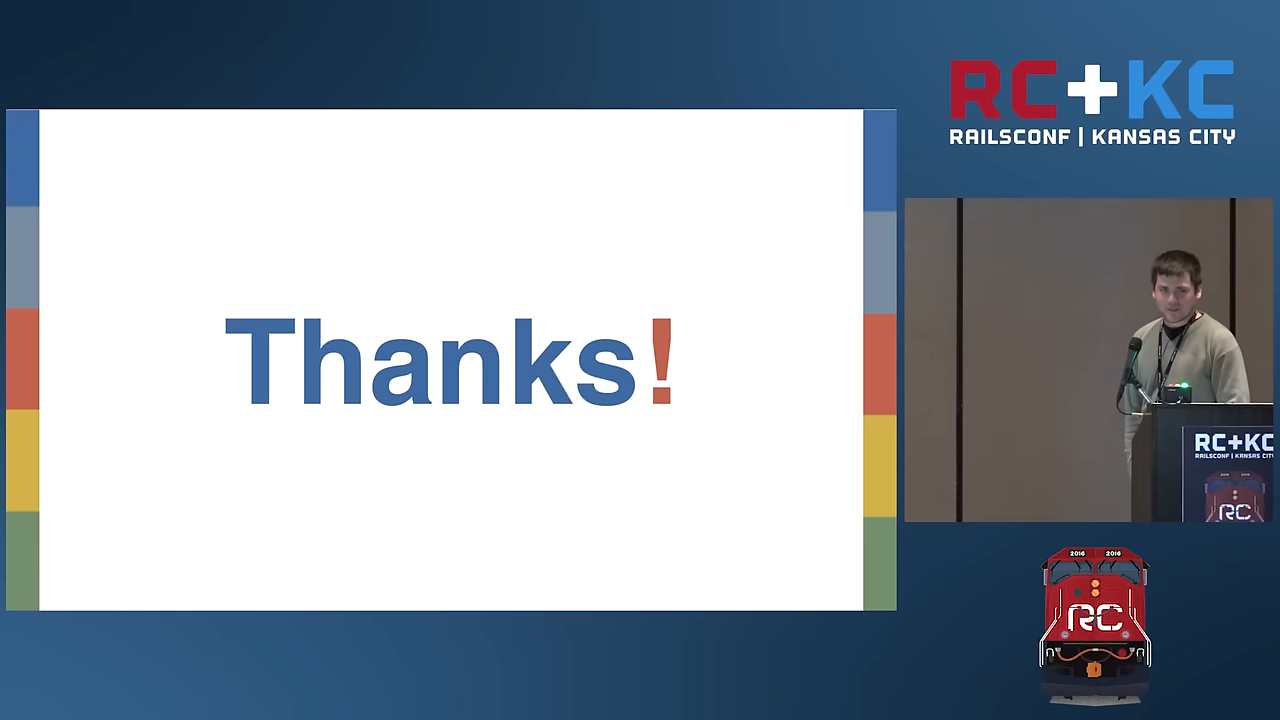 RC+KC
RAILSCONF | KANSAS CITY
Thanks!
RC+KC
RAILSCONF | KANSAS CITY
RC
2016 2016
RC